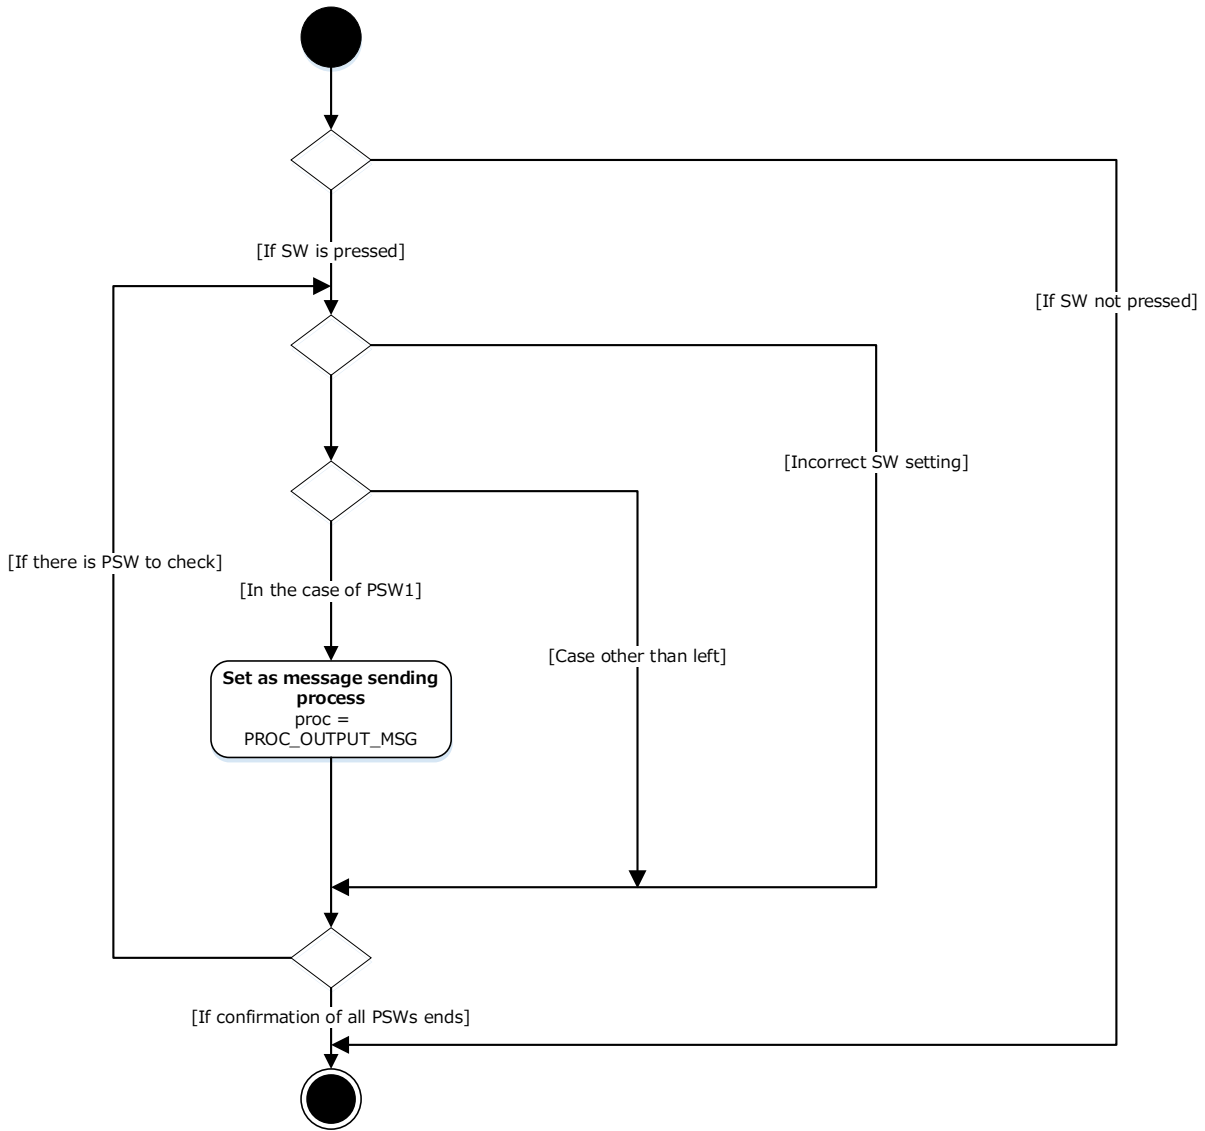 [If SW is pressed]
[If SW not pressed]
[Incorrect SW setting]
[If there is PSW to check]
[In the case of PSW1]
[Case other than left]
Set as message sending
process
proc =
PROC_OUTPUT_MSG
[If confirmation of all PSWs ends]